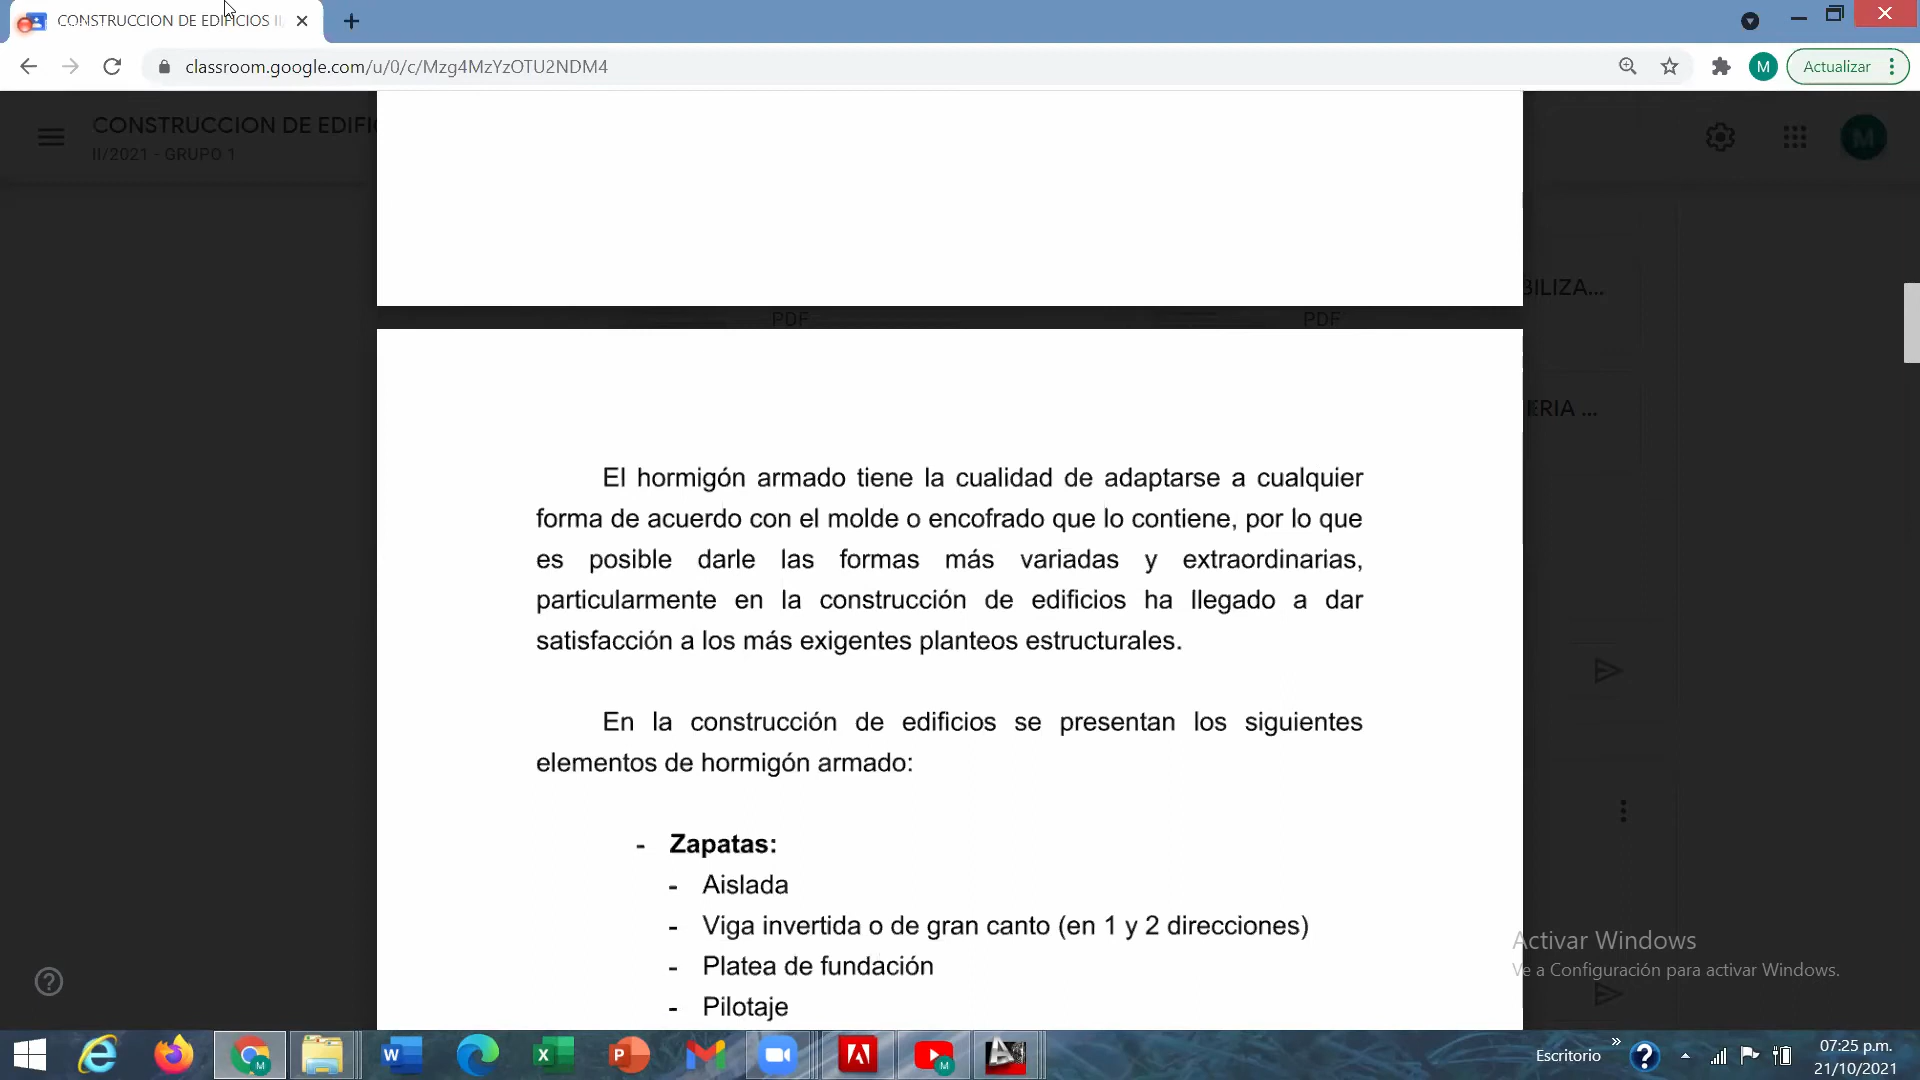 CONSTRUCCION DE EDIFICIOS II
classroom.google.com/u/0/c/Mzg4MzYzOTU2NDM4
M
Actualizar
CONSTRUCCION DE EDIFI
II/2021 - GRUPO 1
M
BILIZA...
PDF
PDF
ERIA ...
El hormigón armado tiene la cualidad de adaptarse a cualquier
forma de acuerdo con el molde o encofrado que lo contiene, por lo que
es posible darle las formas más variadas y extraordinarias,
particularmente en la construcción de edificios ha llegado a dar
satisfacción a los más exigentes planteos estructurales.
En la construcción de edificios se presentan los siguientes
elementos de hormigón armado:
- Zapatas:
- Aislada
- Viga invertida o de gran canto (en 1 y 2 direcciones)
- Platea de fundación
- Pilotaje
Activar Windows
Ve a Configuración para activar Windows.
Escritorio
07:25 p.m.
21/10/2021